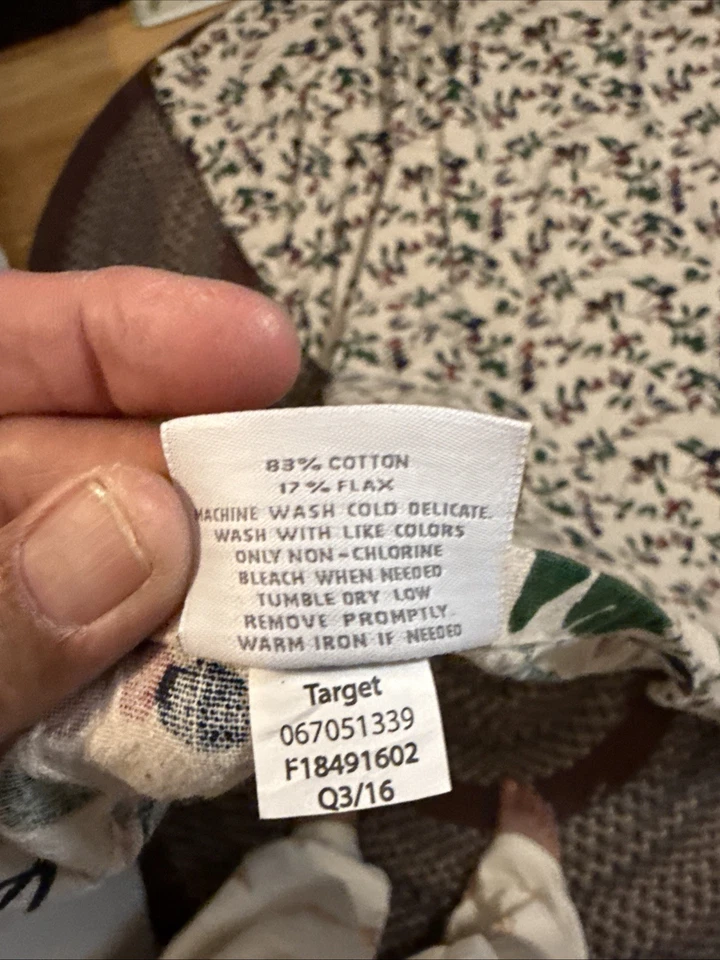 83% COTTON
17% FLAX
MACHINE WASH COLD DELICATE.
WASH WITH LIKE COLORS
ONLY NON-CHLORINE
BLEACH WHEN NEEDED
TUMBLE DRY LOW
REMOVE PROMPTLY
WARM IRON IF NEEDED
Target
067051339
F18491602
Q3/16